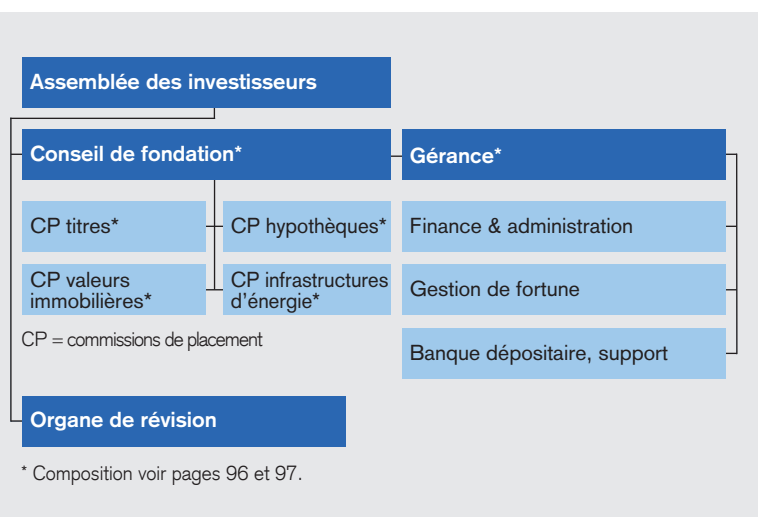 Assemblée des investisseurs
Conseil de fondation*
Gérance*
CP titres*
CP hypothèques*
Finance & administration
CP valeurs
immobilières*
CP infrastructures
d'énergie*
Gestion de fortune
CP = commissions de placement
Banque dépositaire, support
Organe de révision
* Composition voir pages 96 et 97.